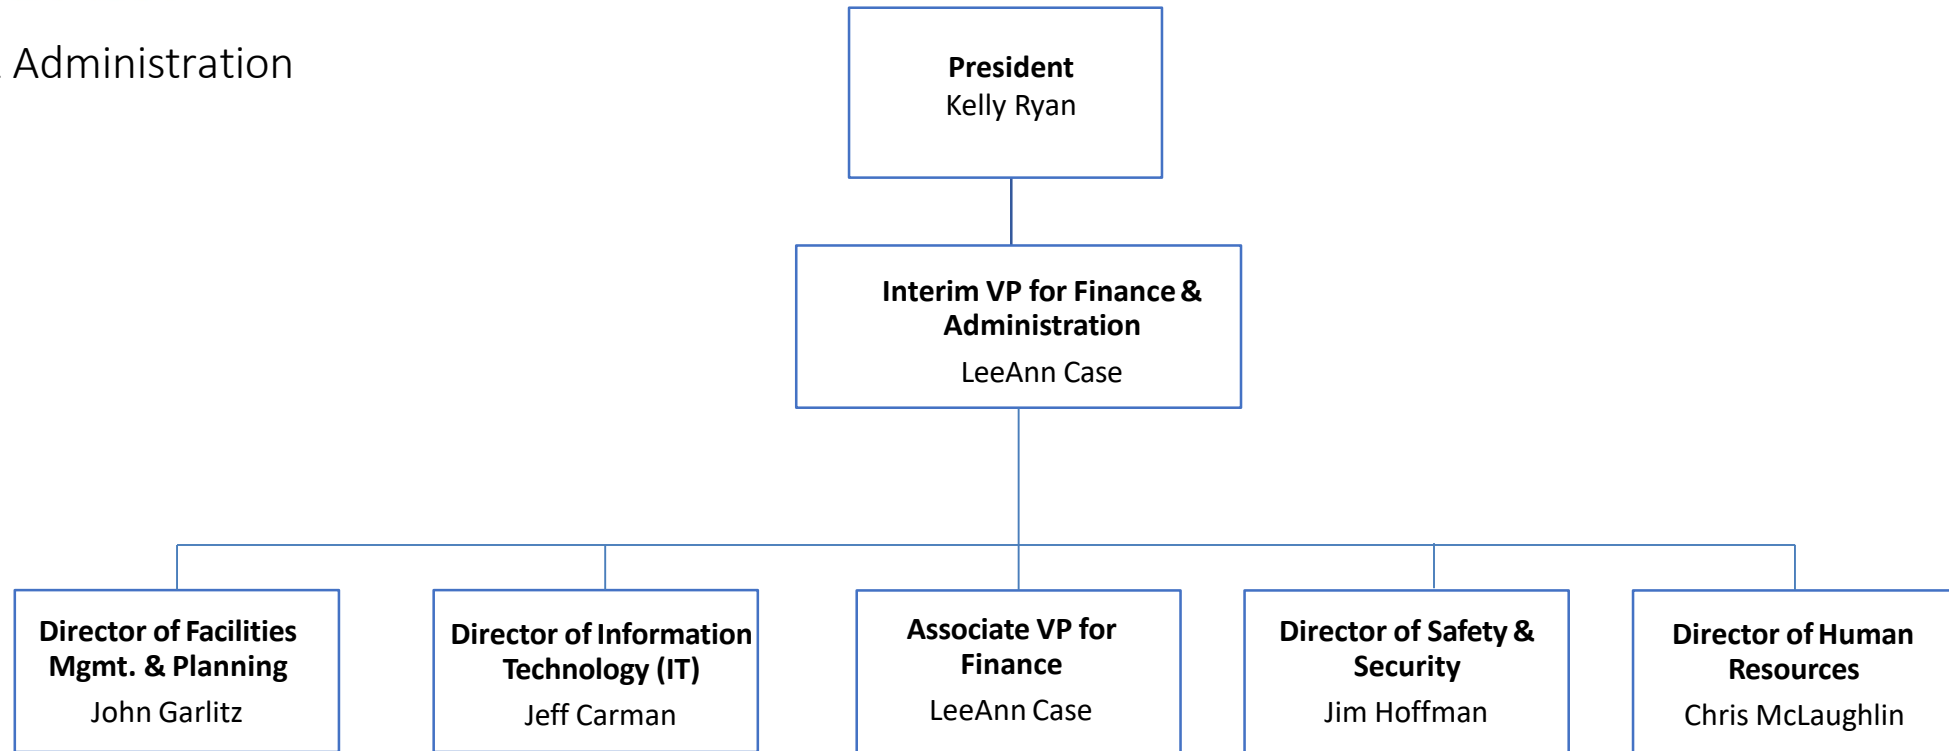 Administration
President
Kelly Ryan
Interim VP for Finance &
Administration
LeeAnn Case
Director of Facilities
Mgmt. & Planning
John Garlitz
Director of Information
Technology (IT)
Jeff Carman
Associate VP for
Finance
LeeAnn Case
Director of Safety &
Security
Jim Hoffman
Director of Human
Resources
Chris McLaughlin